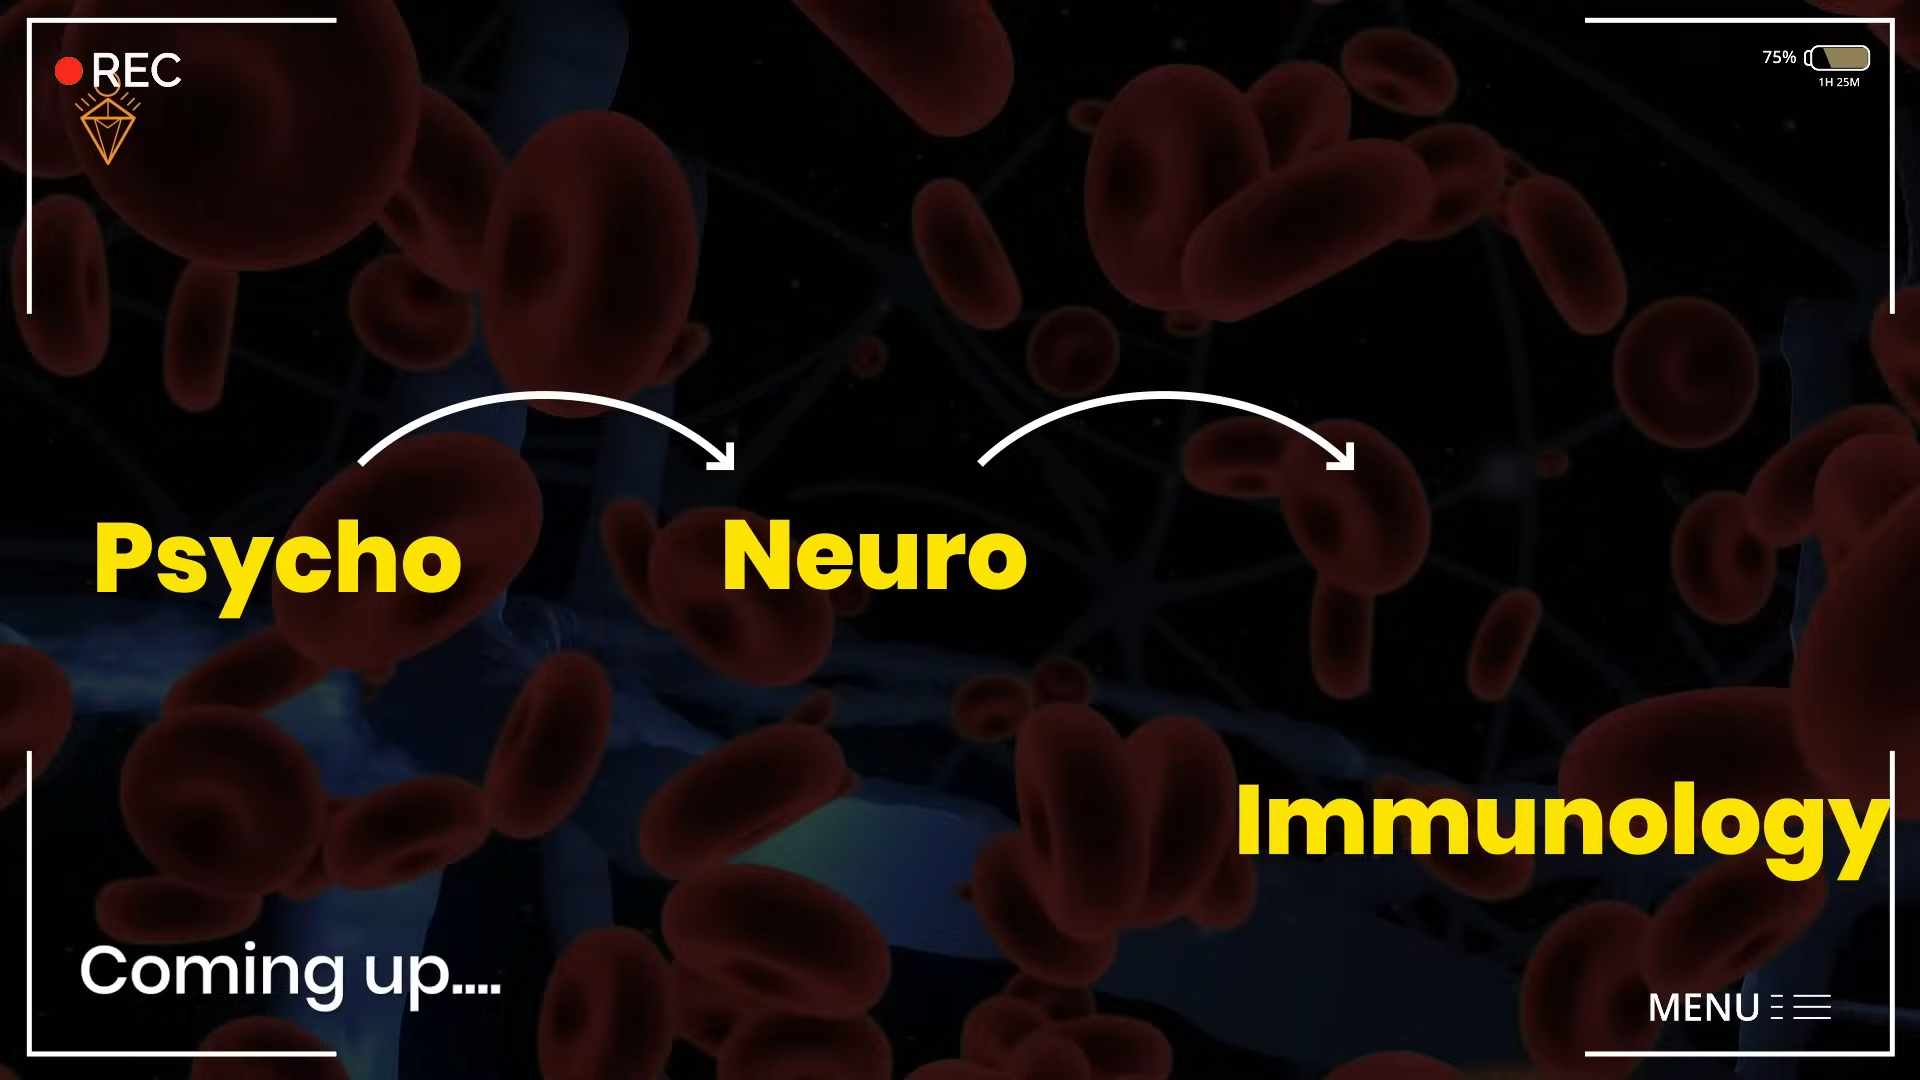 REC
75%
1H 25M
Psycho
Neuro
Immunology
Coming up....
MENU